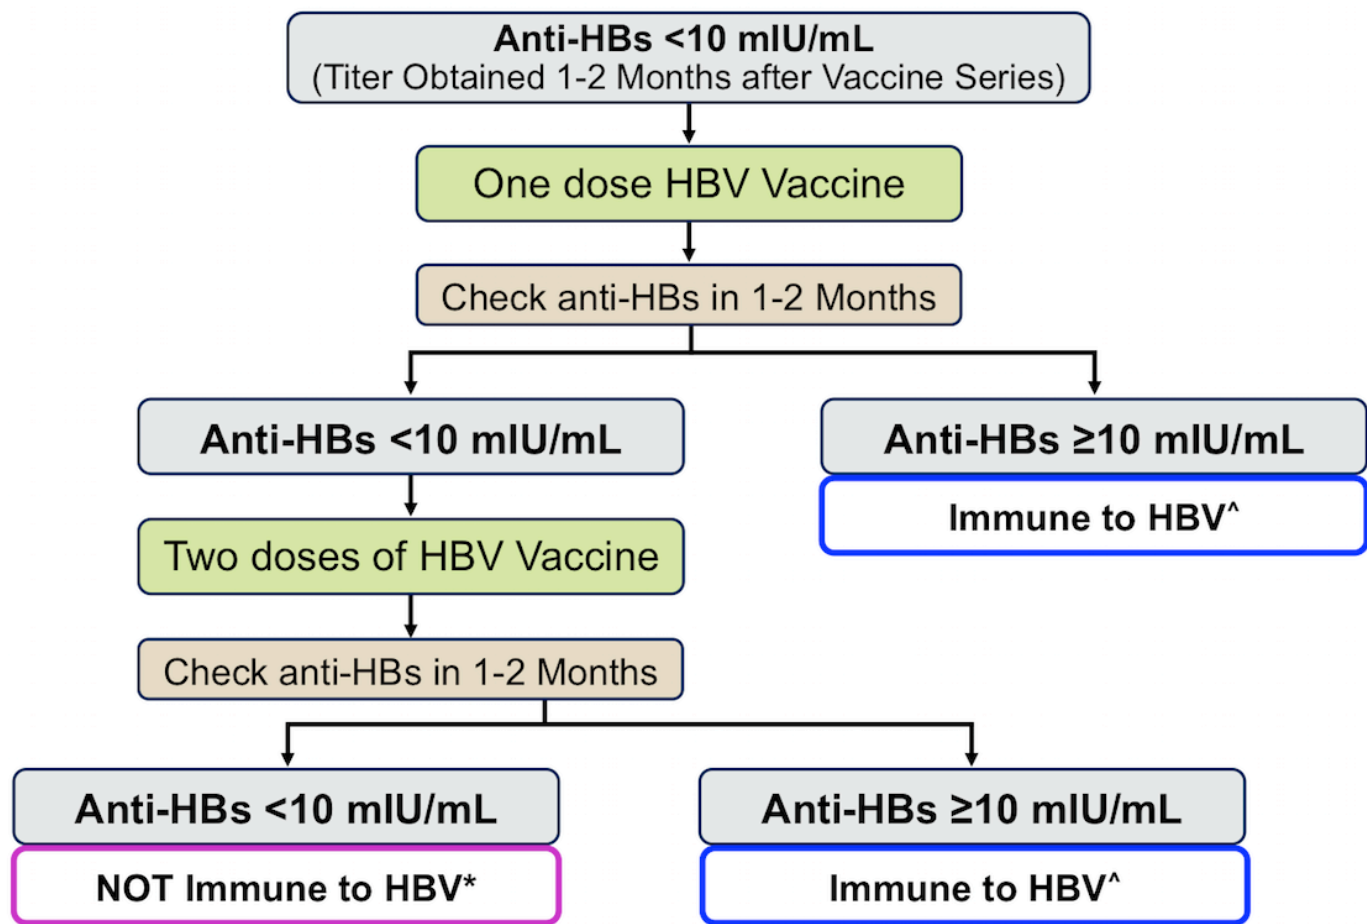 Anti-HBs <10 mIU/mL
(Titer Obtained 1-2 Months after Vaccine Series)
One dose HBV Vaccine
Check anti-HBs in 1-2 Months
Anti-HBs <10 mIU/mL
Anti-HBs ≥10 mIU/mL
Immune to HBV^
Two doses of HBV Vaccine
Check anti-HBs in 1-2 Months
Anti-HBs <10 mIU/mL
Anti-HBs ≥10 mIU/mL
NOT Immune to HBV*
Immune to HBV^